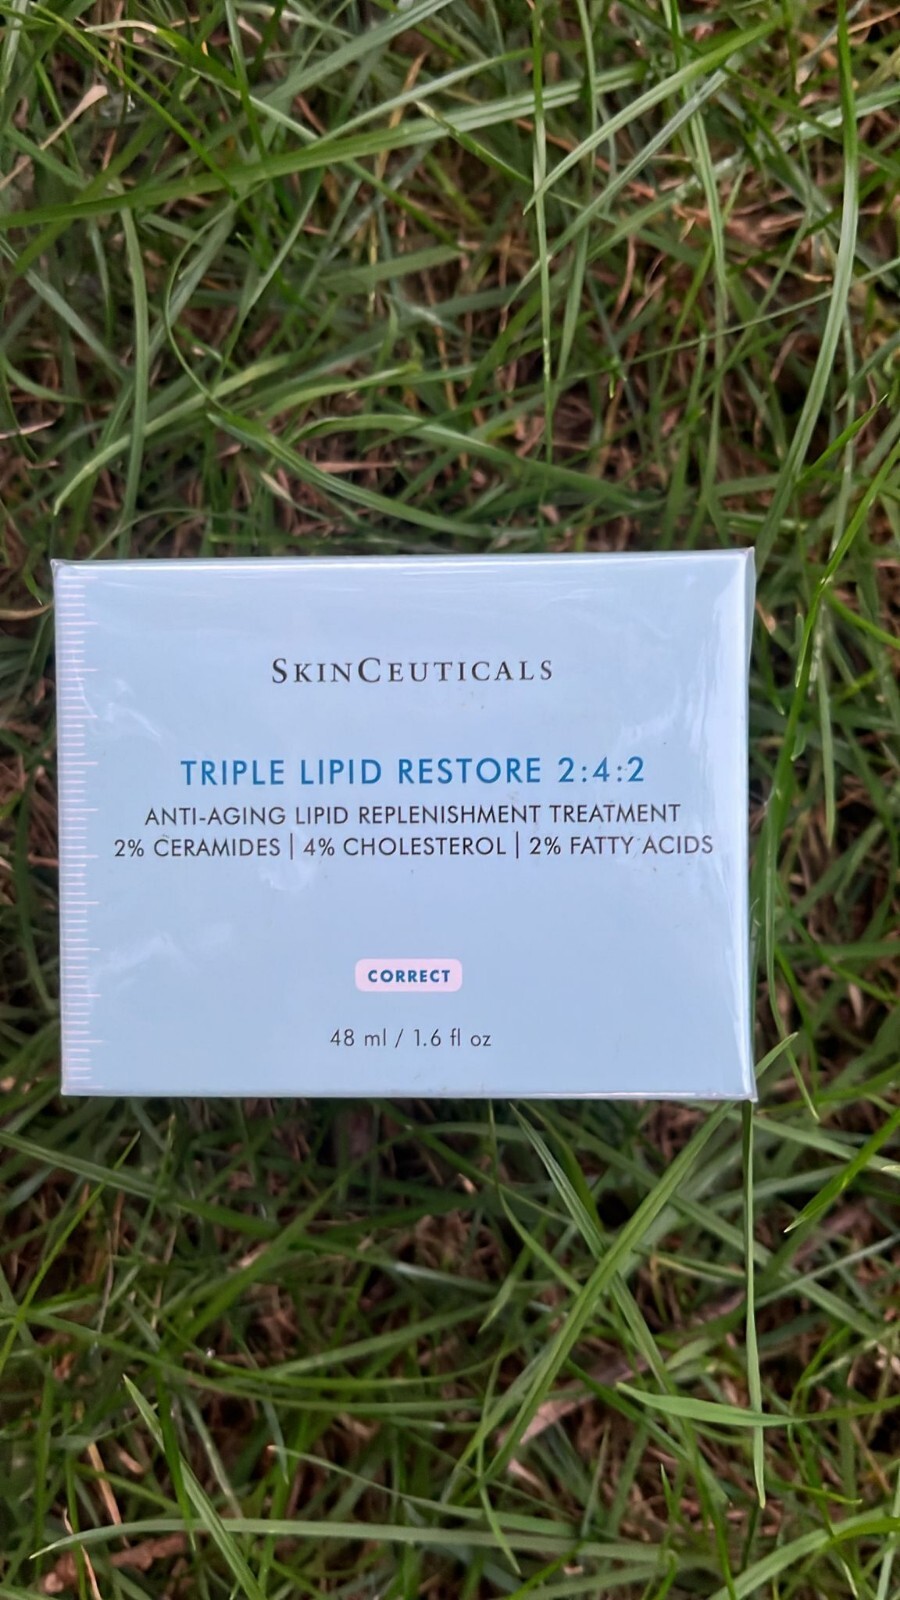 SKINCEUTICALS
TRIPLE LIPID RESTORE 2:4:2
ANTI-AGING LIPID REPLENISHMENT TREATMENT
2% CERAMIDES | 4% CHOLESTEROL | 2% FATTY ACIDS
CORRECT
48 ml / 1.6 fl oz